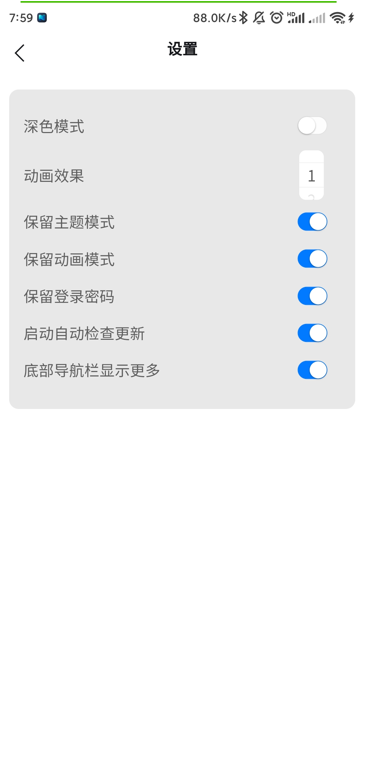 7:59 88.0K/s HD
设置
深色模式
动画效果 1
保留主题模式
保留动画模式
保留登录密码
启动自动检查更新
底部导航栏显示更多